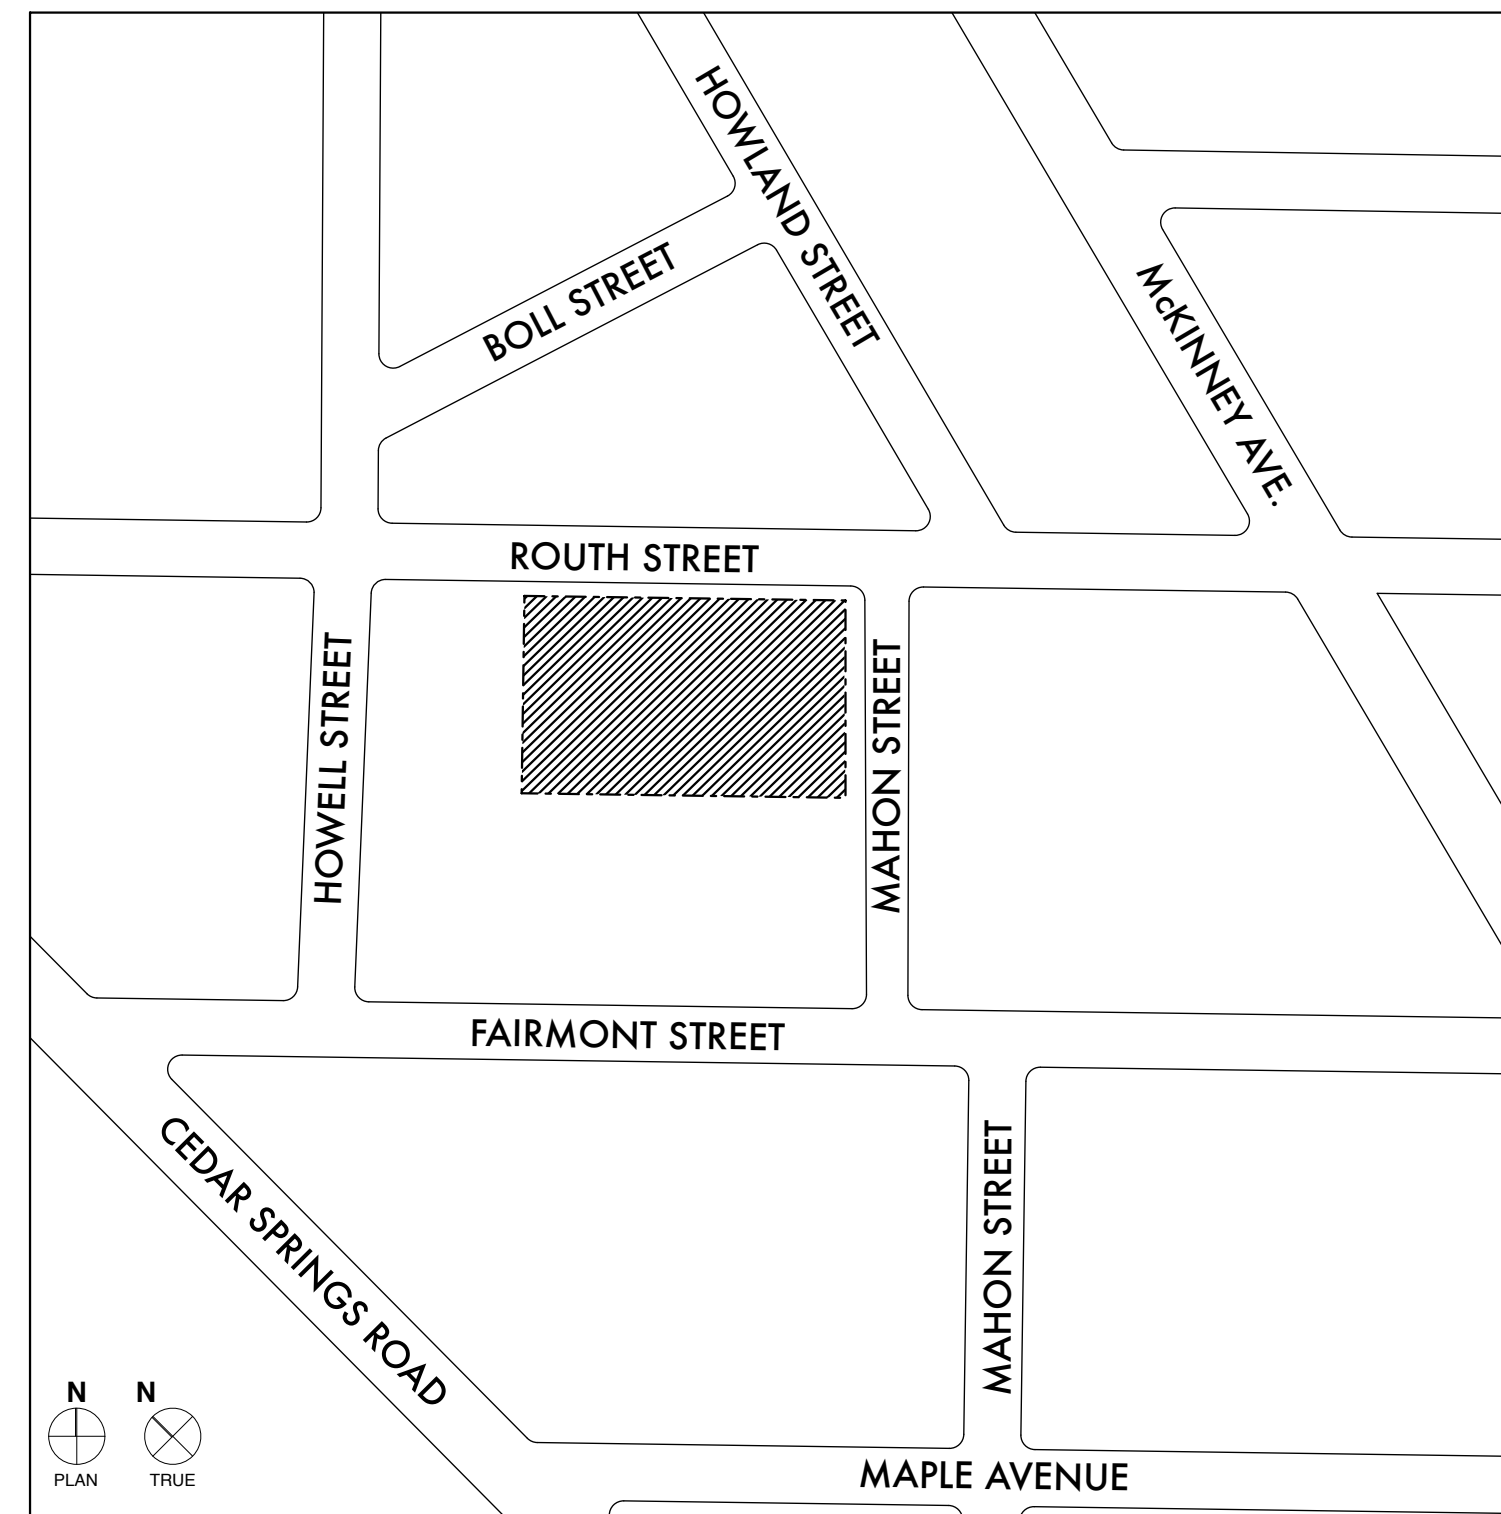 HOWLAND STREET
BOLL STREET
McKINNEY AVE.
ROUTH STREET
HOWELL STREET
MAHON STREET
FAIRMONT STREET
CEDAR SPRINGS ROAD
MAHON STREET
N N
PLAN TRUE
MAPLE AVENUE